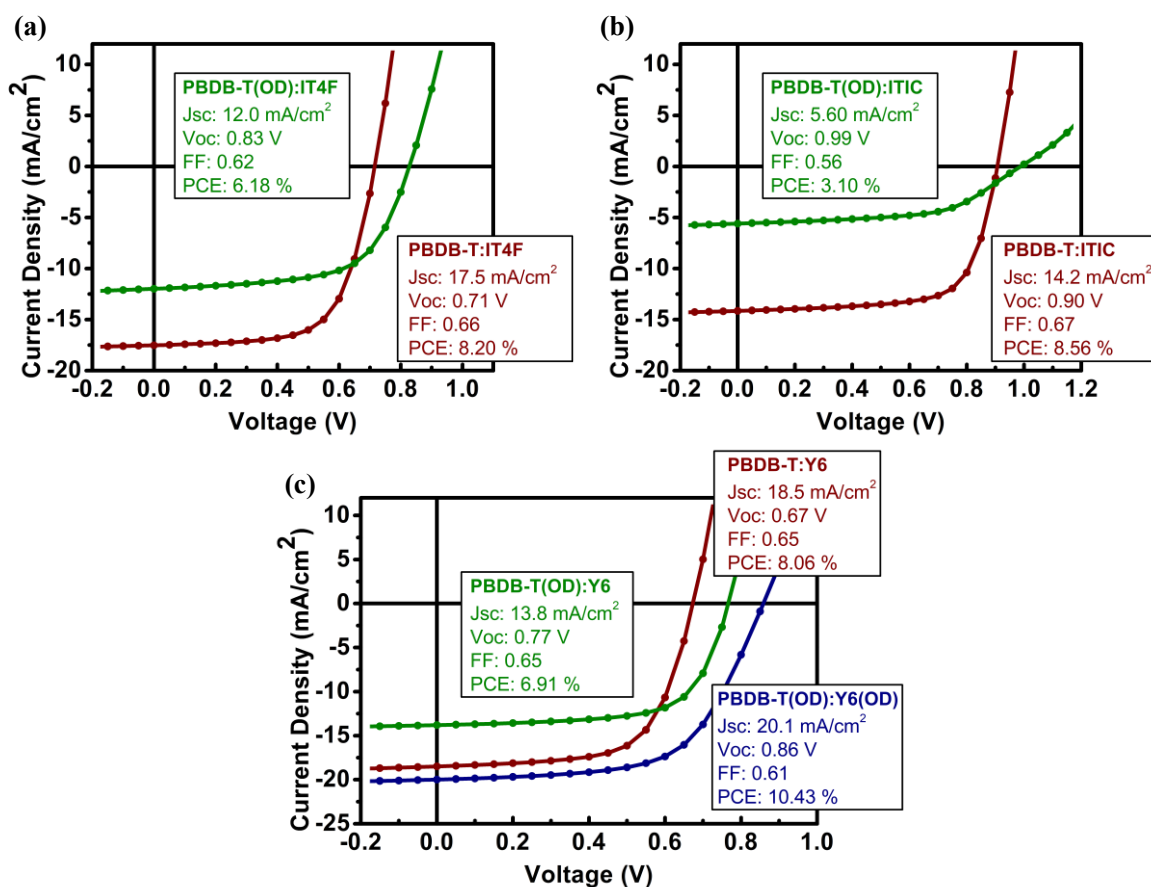 (a)
10
5
0
-5
-10
-15
-20
Current Density (mA/cm²)
-0.2 0.0 0.2 0.4 0.6 0.8 1.0
Voltage (V)
PBDB-T(OD):IT4F
Jsc: 12.0 mA/cm²
Voc: 0.83 V
FF: 0.62
PCE: 6.18 %
PBDB-T:IT4F
Jsc: 17.5 mA/cm²
Voc: 0.71 V
FF: 0.66
PCE: 8.20 %
(b)
10
5
0
-5
-10
-15
-20
Current Density (mA/cm²)
-0.2 0.0 0.2 0.4 0.6 0.8 1.0 1.2
Voltage (V)
PBDB-T(OD):ITIC
Jsc: 5.60 mA/cm²
Voc: 0.99 V
FF: 0.56
PCE: 3.10 %
PBDB-T:ITIC
Jsc: 14.2 mA/cm²
Voc: 0.90 V
FF: 0.67
PCE: 8.56 %
(c)
10
5
0
-5
-10
-15
-20
-25
Current Density (mA/cm²)
-0.2 0.0 0.2 0.4 0.6 0.8 1.0
Voltage (V)
PBDB-T:Y6
Jsc: 18.5 mA/cm²
Voc: 0.67 V
FF: 0.65
PCE: 8.06 %
PBDB-T(OD):Y6
Jsc: 13.8 mA/cm²
Voc: 0.77 V
FF: 0.65
PCE: 6.91 %
PBDB-T(OD):Y6(OD)
Jsc: 20.1 mA/cm²
Voc: 0.86 V
FF: 0.61
PCE: 10.43 %